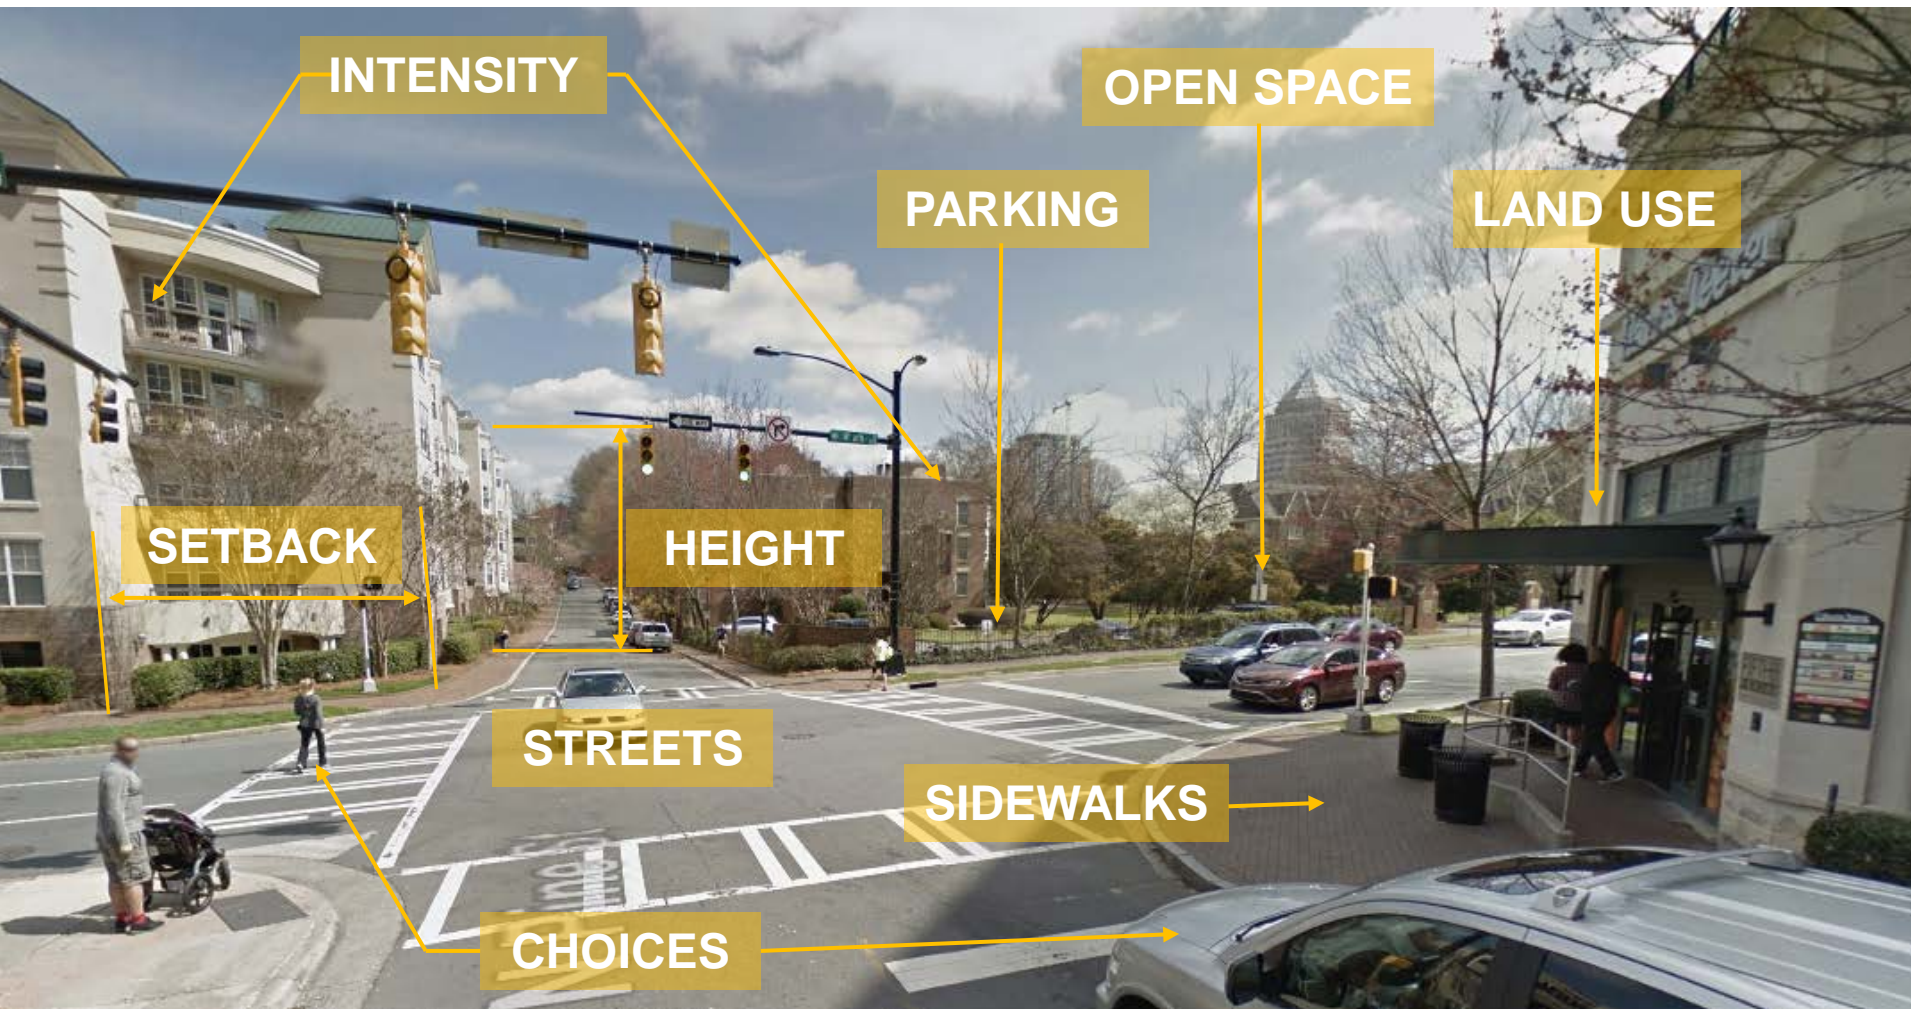 INTENSITY
OPEN SPACE
PARKING
LAND USE
SETBACK
HEIGHT
STREETS
SIDEWALKS
CHOICES